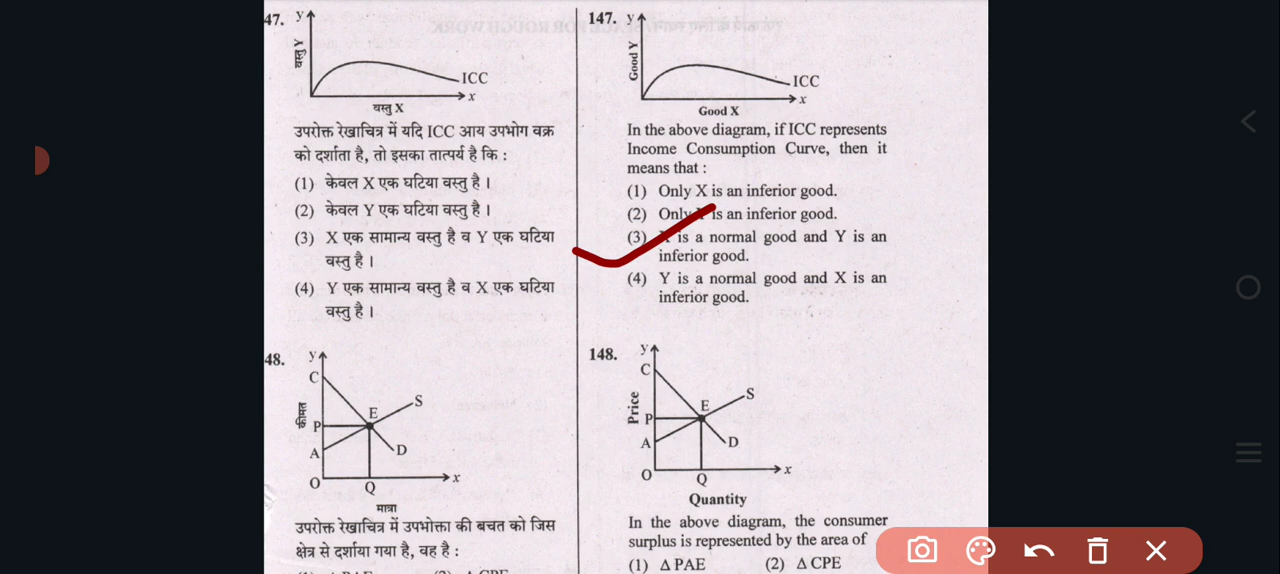 47.
y
वस्तु Y
ICC
x
वस्तु X
उपरोक्त रेखाचित्र में यदि ICC आय उपभोग वक्र
को दर्शाता है, तो इसका तात्पर्य है कि :
(1) केवल X एक घटिया वस्तु है ।
(2) केवल Y एक घटिया वस्तु है ।
(3) X एक सामान्य वस्तु है व Y एक घटिया
वस्तु है ।
(4) Y एक सामान्य वस्तु है व X एक घटिया
वस्तु है ।
48.
y
C
कीमत
P
A
O
E
S
D
Q
x
मात्रा
उपरोक्त रेखाचित्र में उपभोक्ता की बचत को जिस
क्षेत्र से दर्शाया गया है, वह है :
147.
y
Good Y
ICC
x
Good X
In the above diagram, if ICC represents
Income Consumption Curve, then it
means that :
(1) Only X is an inferior good.
(2) Only Y is an inferior good.
(3) X is a normal good and Y is an
inferior good.
(4) Y is a normal good and X is an
inferior good.
148.
y
C
Price
P
A
O
E
S
D
Q
x
Quantity
In the above diagram, the consumer
surplus is represented by the area of
(1) Δ PAE (2) Δ CPE